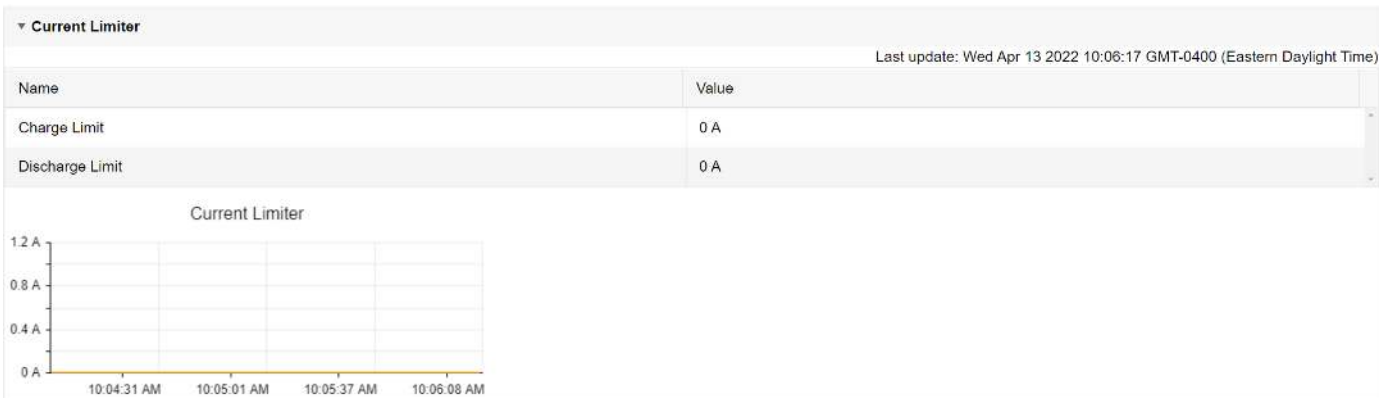 Current Limiter
Last update: Wed Apr 13 2022 10:06:17 GMT-0400 (Eastern Daylight Time)
Name Value
Charge Limit 0 A
Discharge Limit 0 A
Current Limiter
1.2 A
0.8 A
0.4 A
0 A
10:04:31 AM 10:05:01 AM 10:05:37 AM 10:06:08 AM